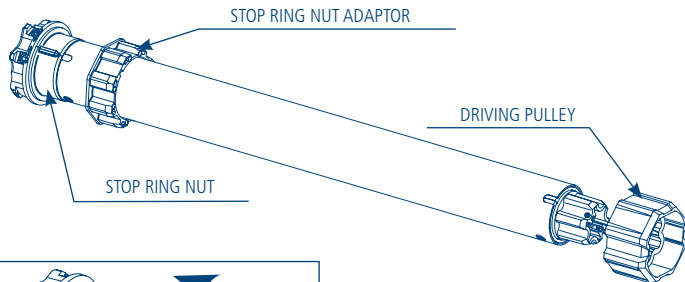 STOP RING NUT ADAPTOR
DRIVING PULLEY
STOP RING NUT